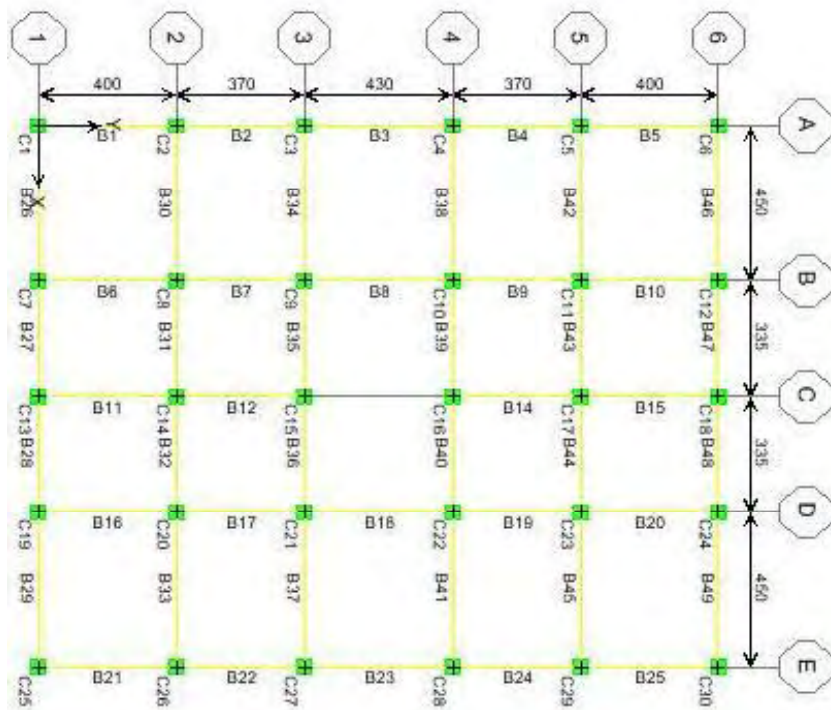 1 2 3 4 5 6
400 370 430 370 400
A
Y
B1 B2 B3 B4 B5
C1 C2 C3 C4 C5 C6
X
B26 B30 B34 B38 B42 B46
450
B
B6 B7 B8 B9 B10
C7 C8 C9 C10 C11 C12
B27 B31 B35 B39 B43 B47
335
C
B11 B12 B14 B15
C13 C14 C15 C16 C17 C18
B28 B32 B36 B40 B44 B48
335
D
B16 B17 B18 B19 B20
C19 C20 C21 C22 C23 C24
B29 B33 B37 B41 B45 B49
450
E
B21 B22 B23 B24 B25
C25 C26 C27 C28 C29 C30